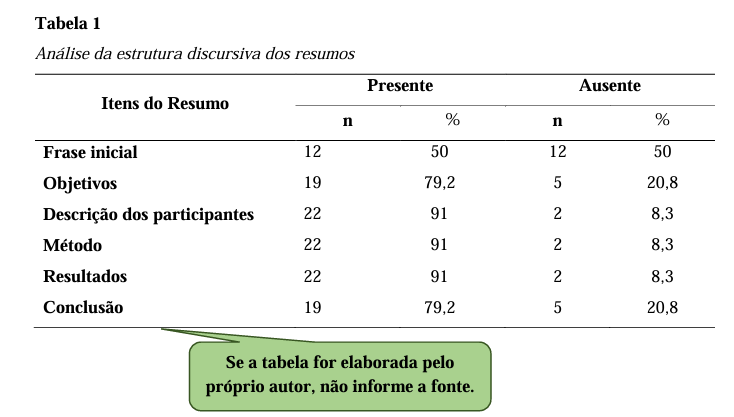 Tabela 1
Análise da estrutura discursiva dos resumos
Itens do Resumo Presente Ausente
n % n %
Frase inicial 12 50 12 50
Objetivos 19 79,2 5 20,8
Descrição dos participantes 22 91 2 8,3
Método 22 91 2 8,3
Resultados 22 91 2 8,3
Conclusão 19 79,2 5 20,8
Se a tabela for elaborada pelo
próprio autor, não informe a fonte.